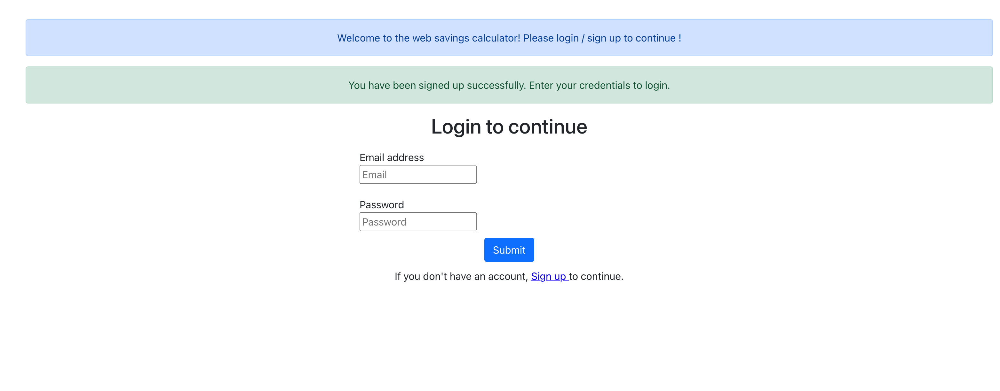 Welcome to the web savings calculator! Please login / sign up to continue !
You have been signed up successfully. Enter your credentials to login.
Login to continue
Email address
Email
Password
Password
Submit
If you don't have an account, Sign up to continue.